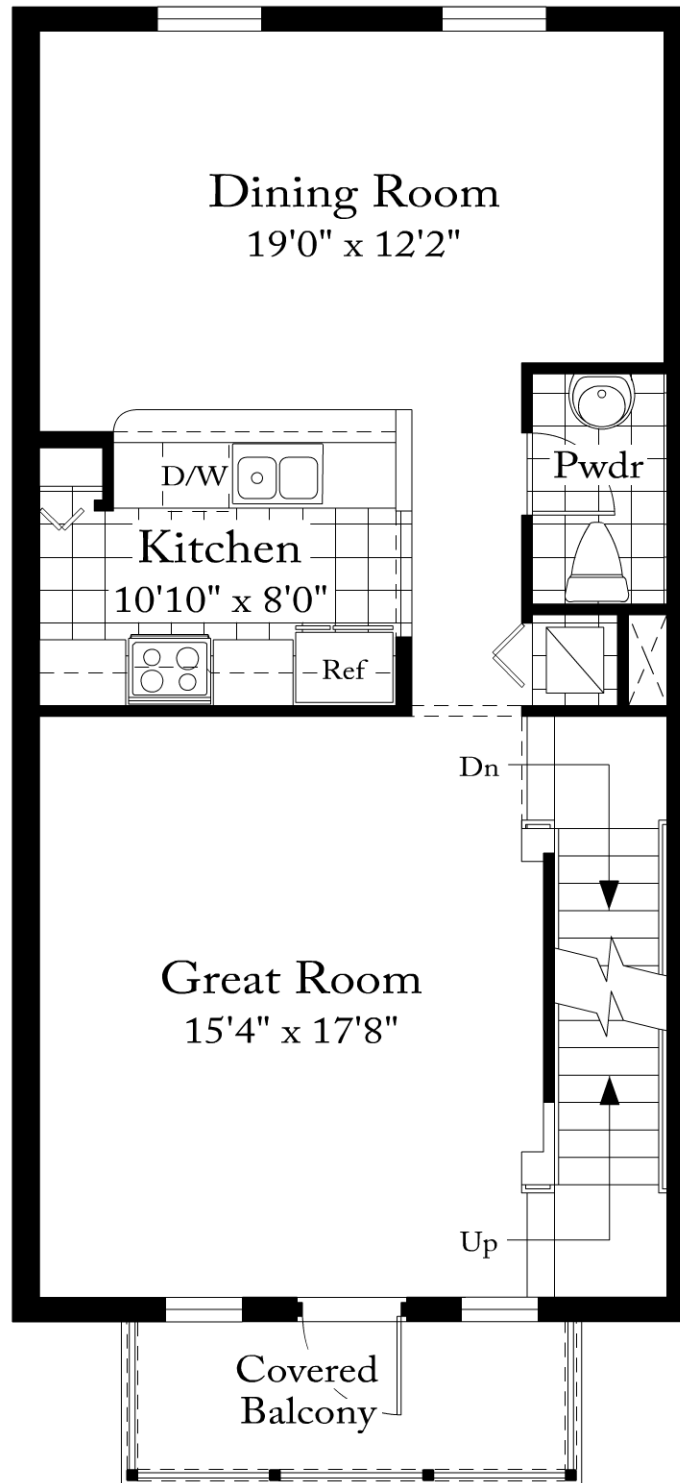 Dining Room
19'0" x 12'2"
Pwdr
D/W
Kitchen
10'10" x 8'0"
Ref
Dn
Great Room
15'4" x 17'8"
Up
Covered
Balcony